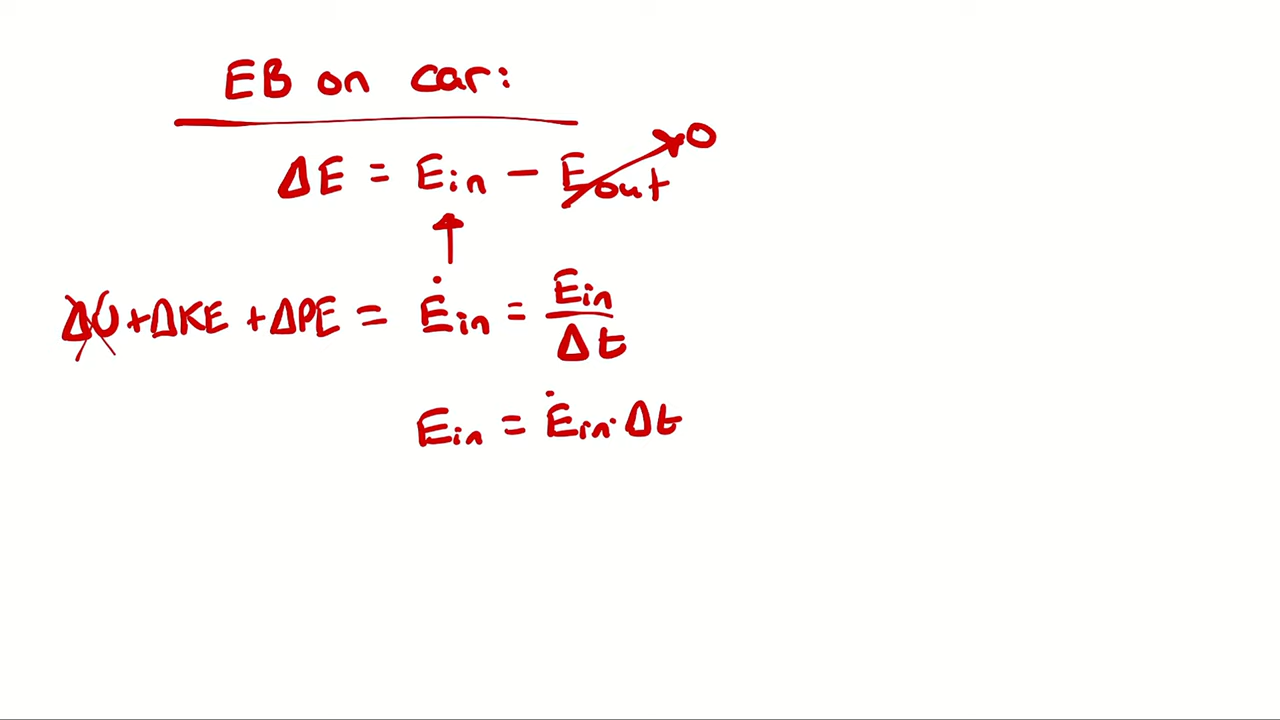 EB on car:
ΔE = Ein - Eout → 0
ΔU + ΔKE + ΔPE = Ėin = Ein / Δt
Ein = Ėin · Δt